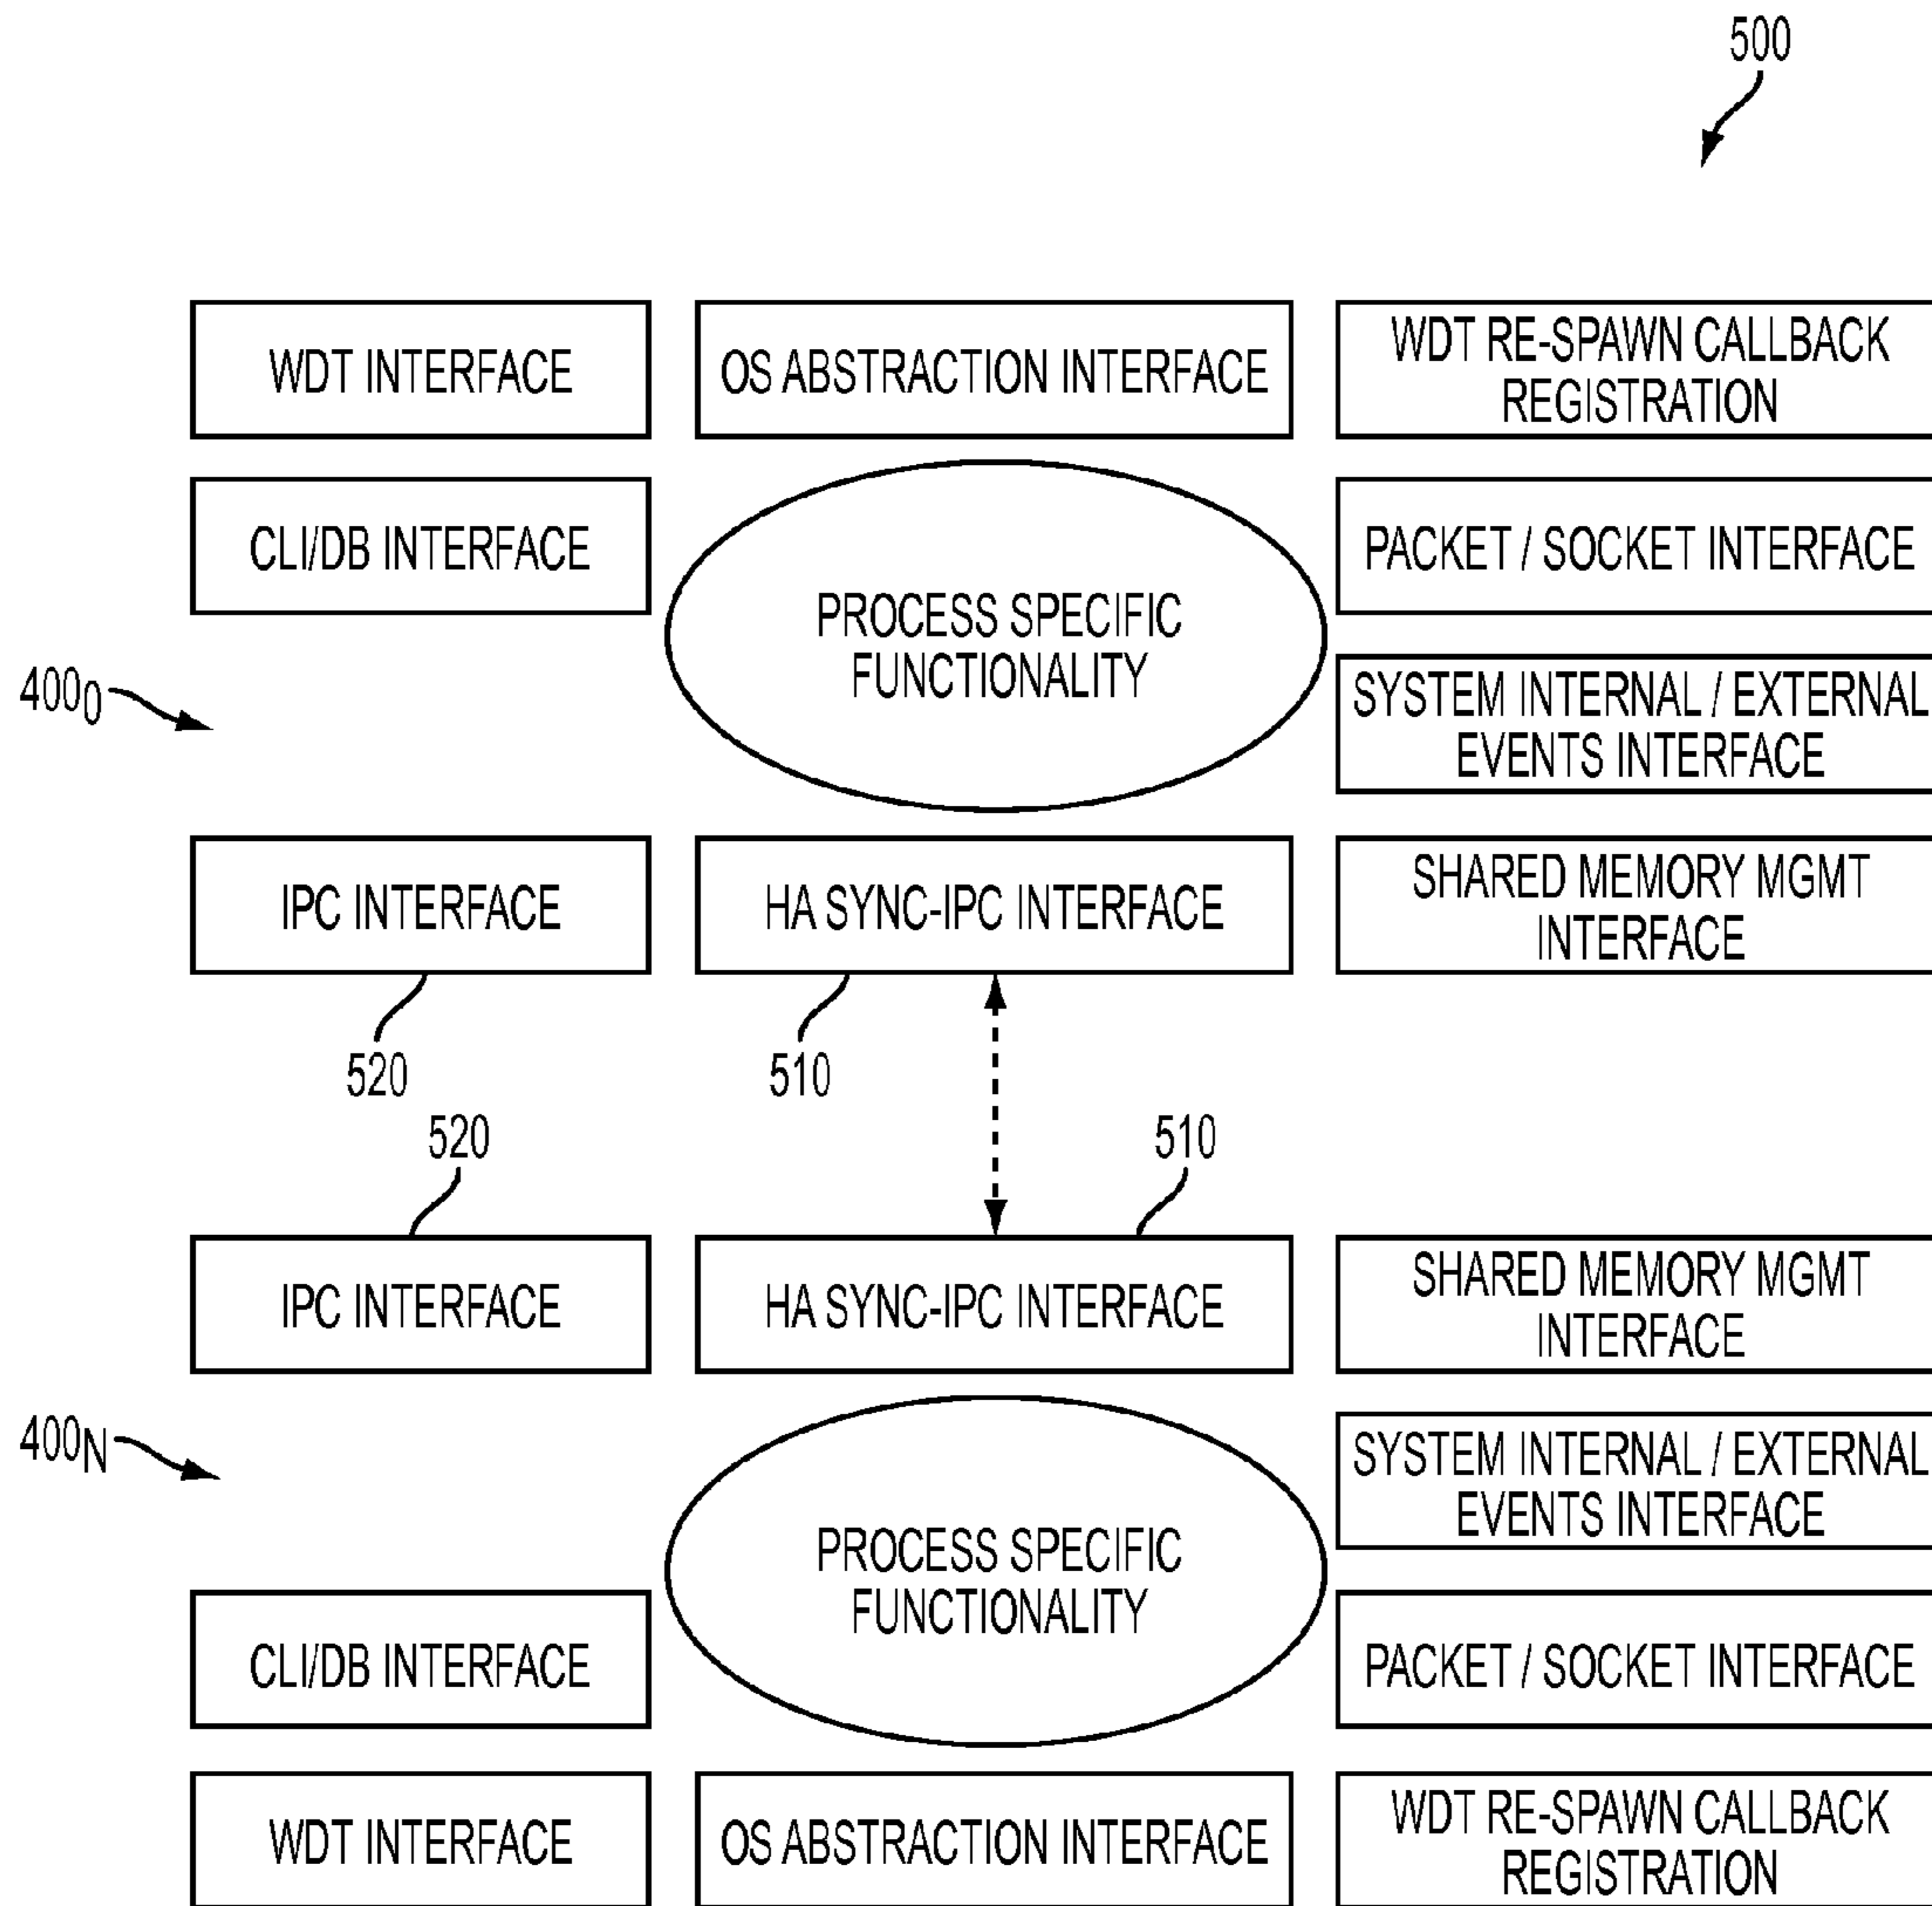 500
WDT INTERFACE
OS ABSTRACTION INTERFACE
WDT RE-SPAWN CALLBACK
REGISTRATION
CLI/DB INTERFACE
PROCESS SPECIFIC
FUNCTIONALITY
PACKET / SOCKET INTERFACE
400₀
SYSTEM INTERNAL / EXTERNAL
EVENTS INTERFACE
IPC INTERFACE
HA SYNC-IPC INTERFACE
SHARED MEMORY MGMT
INTERFACE
520
510
520
510
IPC INTERFACE
HA SYNC-IPC INTERFACE
SHARED MEMORY MGMT
INTERFACE
400N
SYSTEM INTERNAL / EXTERNAL
EVENTS INTERFACE
PROCESS SPECIFIC
FUNCTIONALITY
CLI/DB INTERFACE
PACKET / SOCKET INTERFACE
WDT INTERFACE
OS ABSTRACTION INTERFACE
WDT RE-SPAWN CALLBACK
REGISTRATION